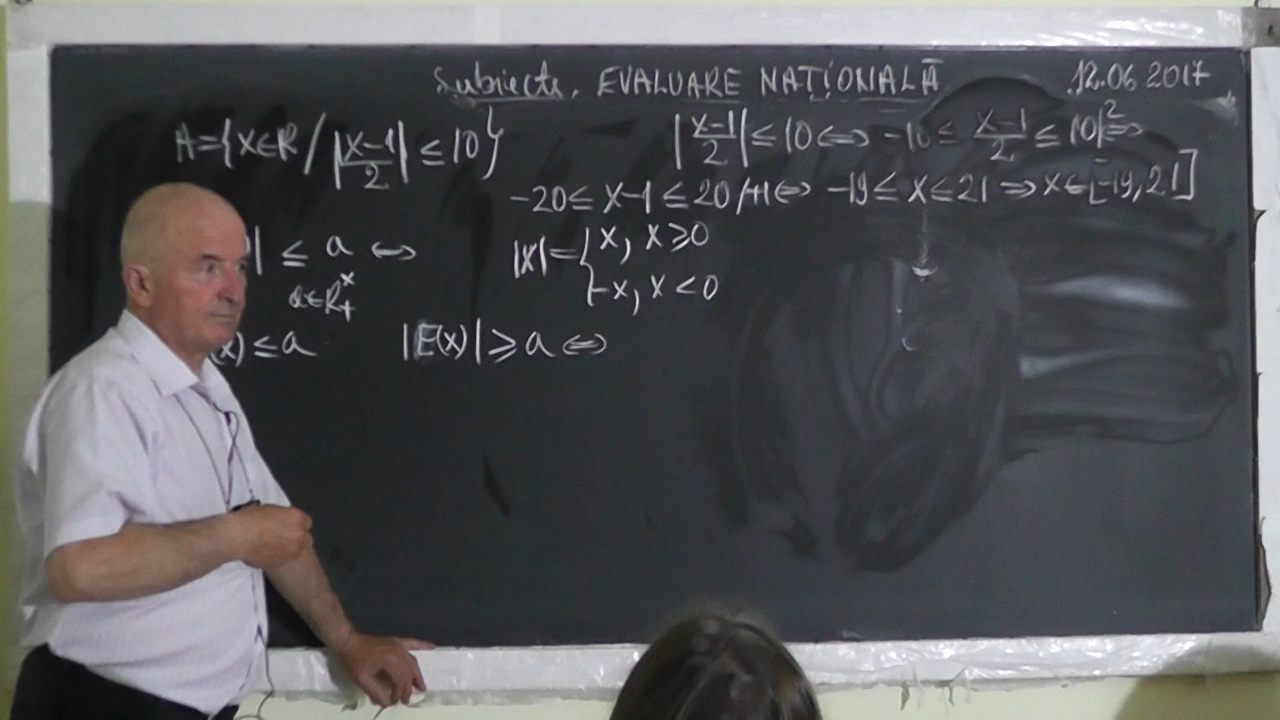 Subiecte, EVALUARE NAȚIONALĂ 12.06.2017
A={x∈R / |x-1/2| ≤ 10}
|x-1/2| ≤ 10 ⇔ -10 ≤ x-1/2 ≤ 10|·2 ⇔
-20 ≤ x-1 ≤ 20 /+1 ⇔ -19 ≤ x ≤ 21 ⇒ x∈[-19,21]
| ≤ a ⇔
a∈R*+
|x|={x, x≥0
-x, x<0
(x) ≤ a
|E(x)| ≥ a ⇔